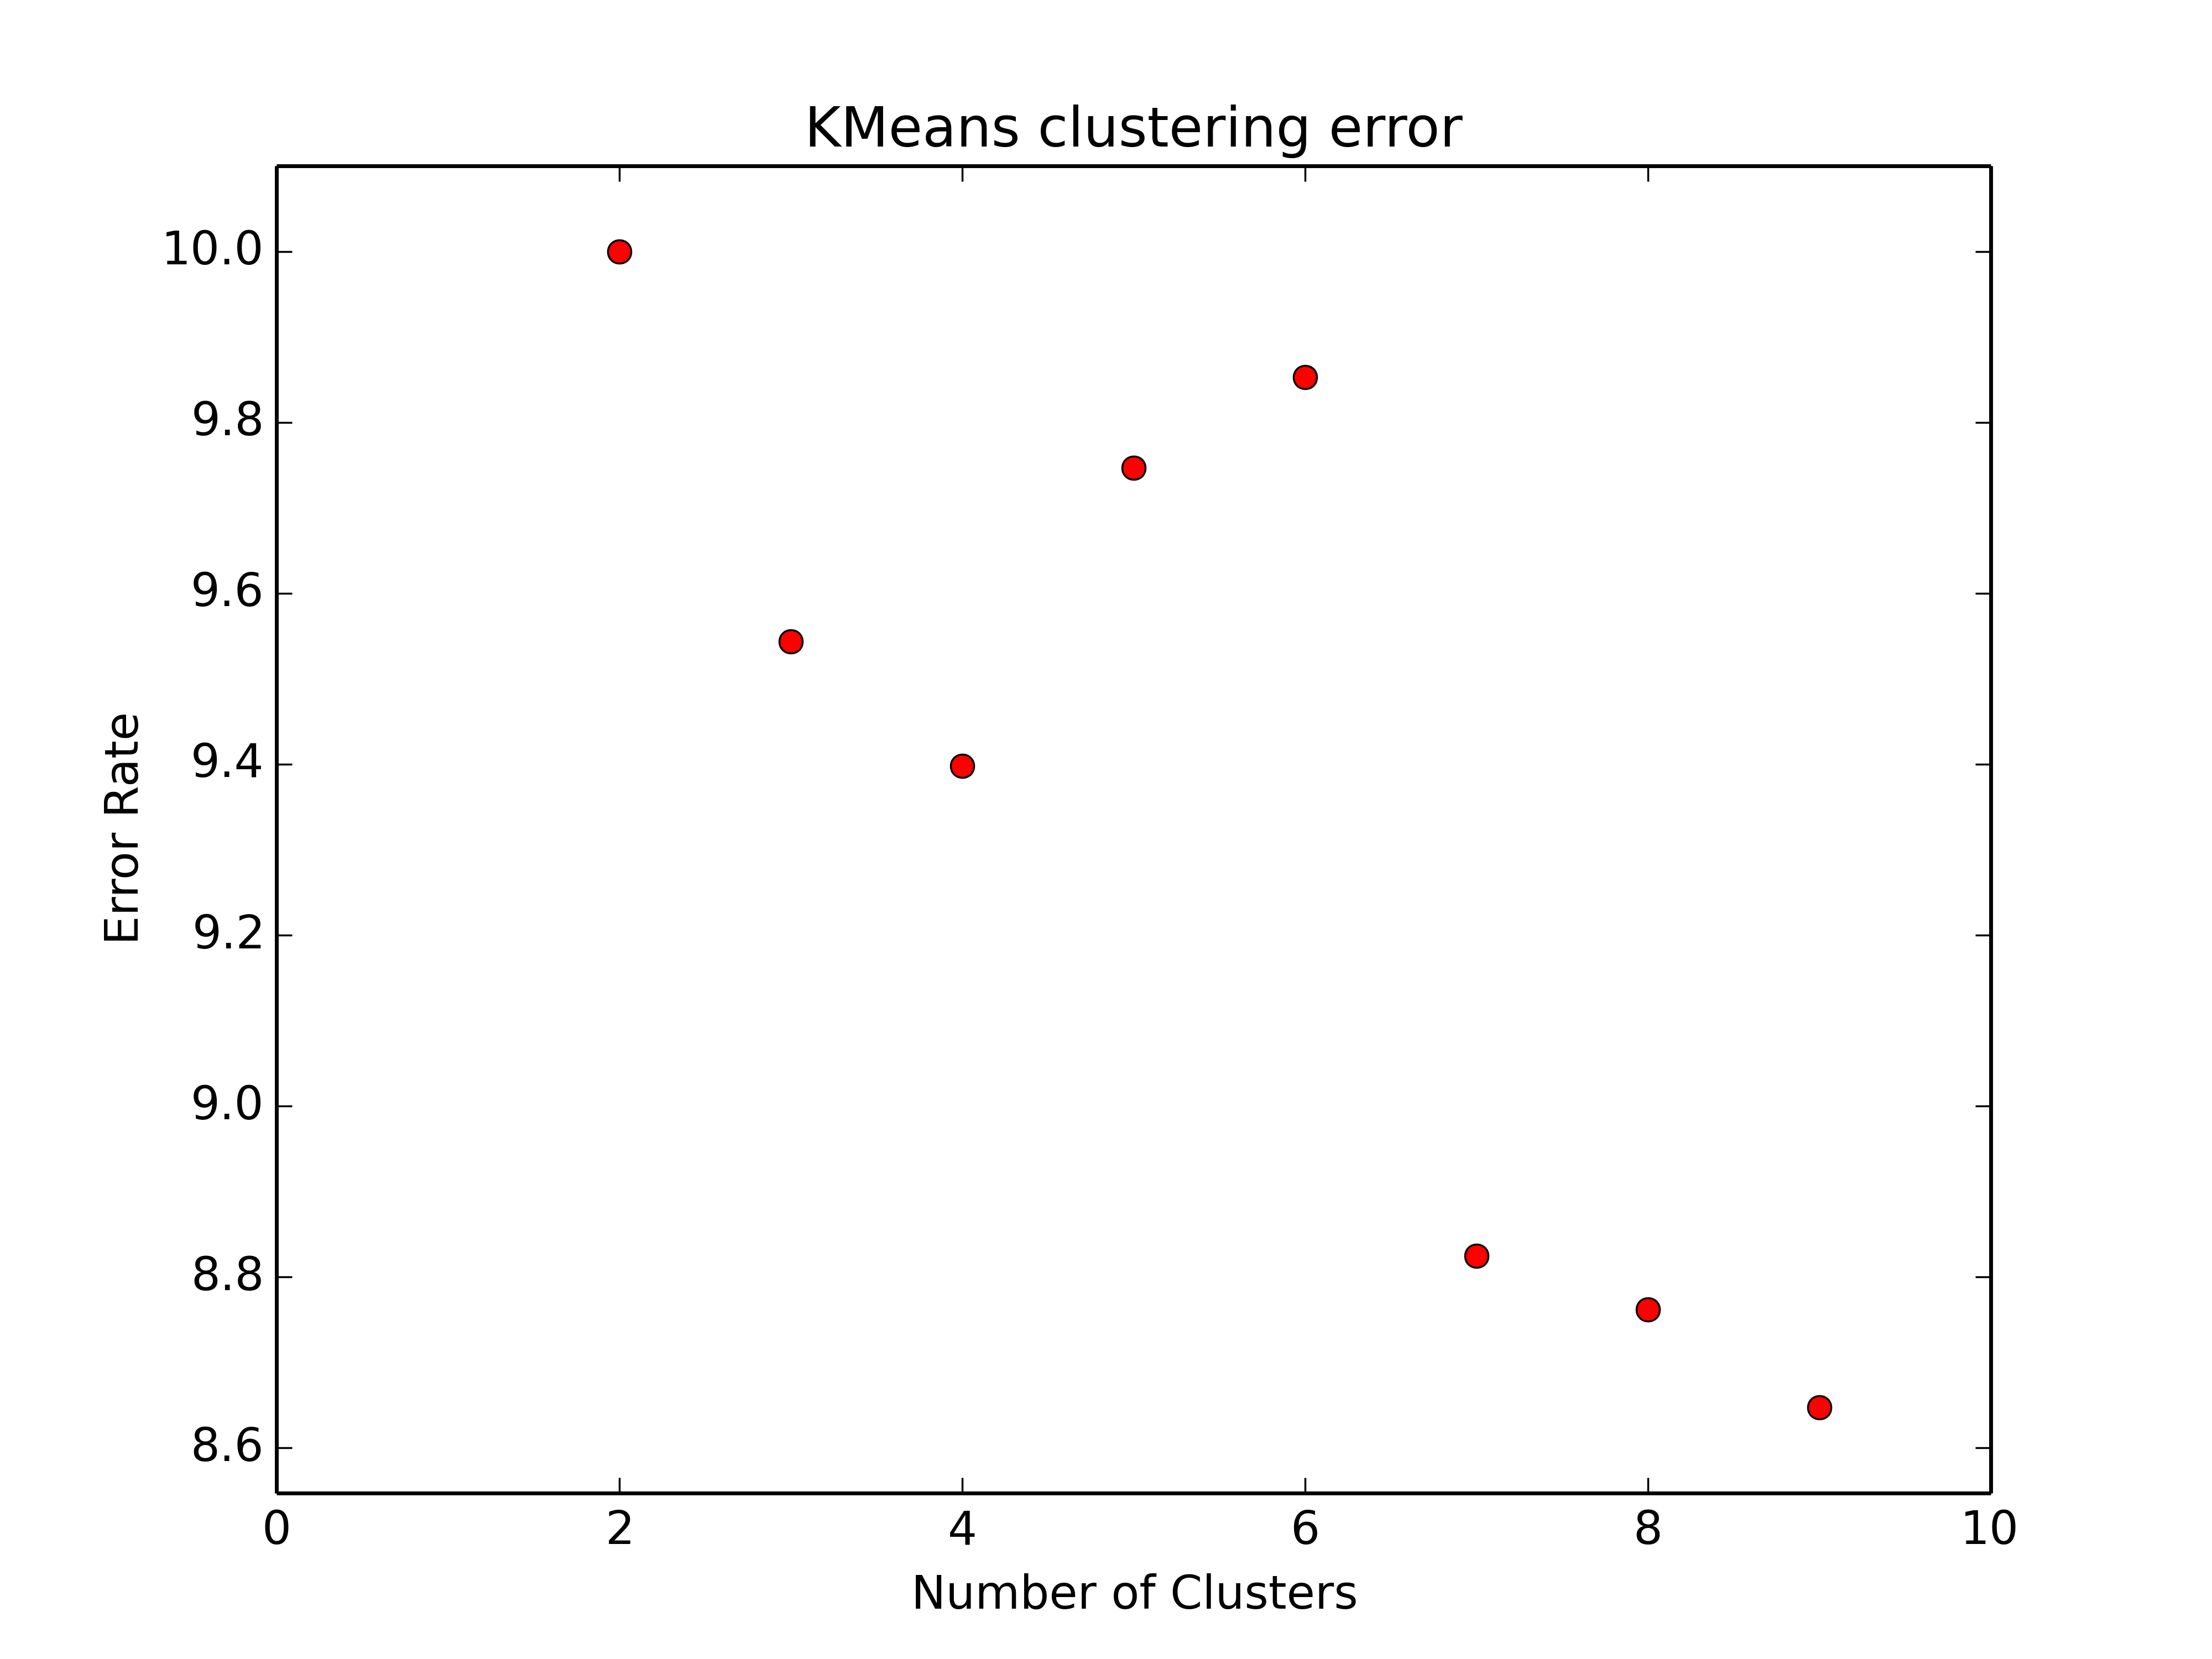 KMeans clustering error
10.0
9.8
9.6
9.4
9.2
9.0
8.8
8.6
Error Rate
0 2 4 6 8 10
Number of Clusters